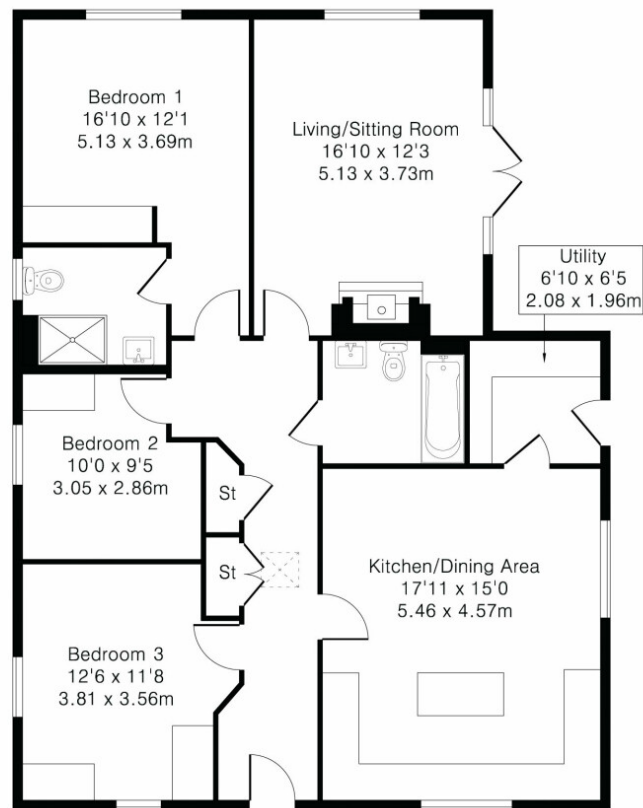 Bedroom 1
16'10 x 12'1
5.13 x 3.69m
Living/Sitting Room
16'10 x 12'3
5.13 x 3.73m
Utility
6'10 x 6'5
2.08 x 1.96m
Bedroom 2
10'0 x 9'5
3.05 x 2.86m
St
St
Kitchen/Dining Area
17'11 x 15'0
5.46 x 4.57m
Bedroom 3
12'6 x 11'8
3.81 x 3.56m